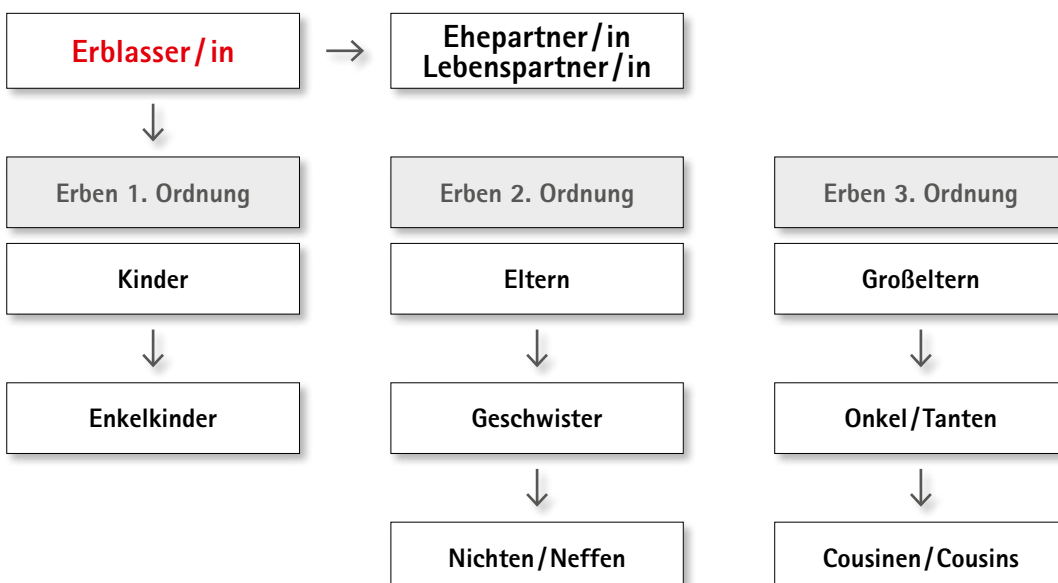 Erblasser/in
Ehepartner/in
Lebenspartner/in
Erben 1. Ordnung
Erben 2. Ordnung
Erben 3. Ordnung
Kinder
Eltern
Großeltern
Enkelkinder
Geschwister
Onkel/Tanten
Nichten/Neffen
Cousinen/Cousins